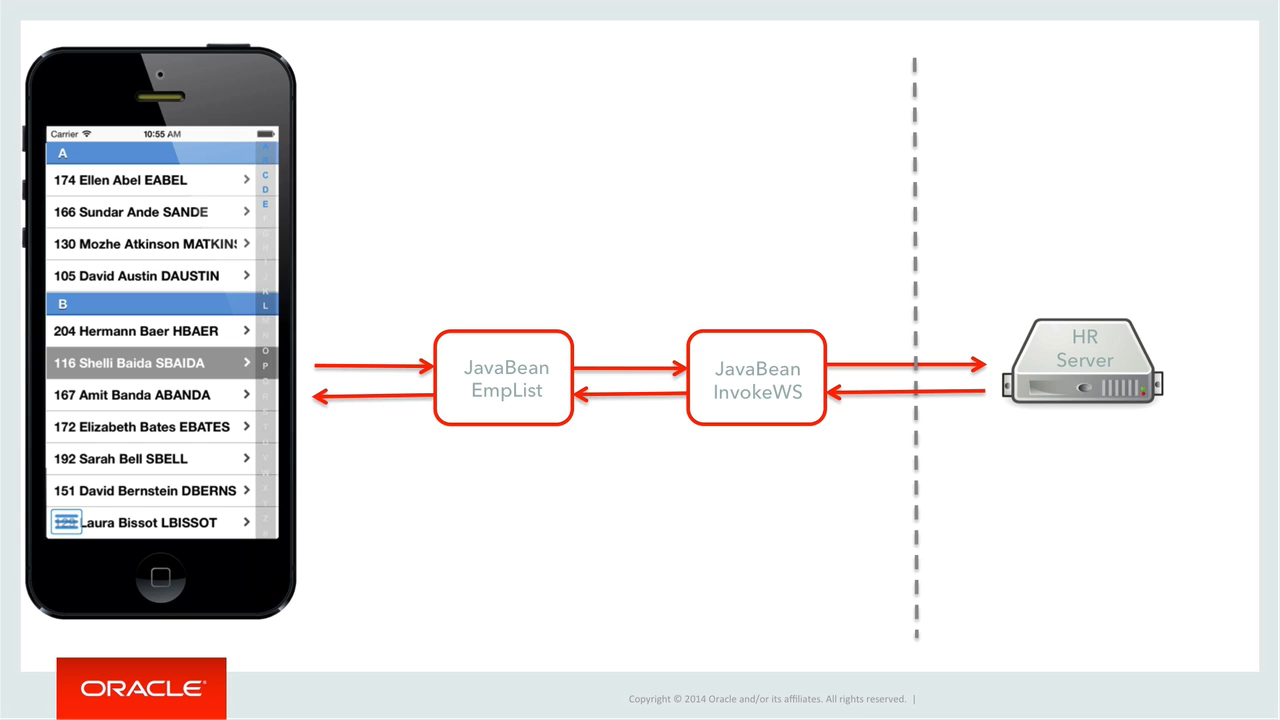 Carrier
10:55 AM
A
174 Ellen Abel EABEL
166 Sundar Ande SANDE
130 Mozhe Atkinson MATKIN
105 David Austin DAUSTIN
B
204 Hermann Baer HBAER
116 Shelli Baida SBAIDA
167 Amit Banda ABANDA
172 Elizabeth Bates EBATES
192 Sarah Bell SBELL
151 David Bernstein DBERNS
Laura Bissot LBISSOT
C
D
E
L
O
P
JavaBean
EmpList
JavaBean
InvokeWS
HR
Server
ORACLE®
Copyright © 2014 Oracle and/or its affiliates. All rights reserved. |